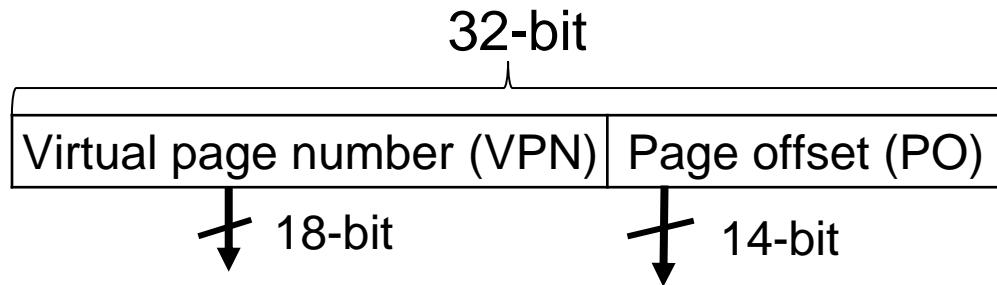 32-bit
Virtual page number (VPN) Page offset (PO)
18-bit 14-bit